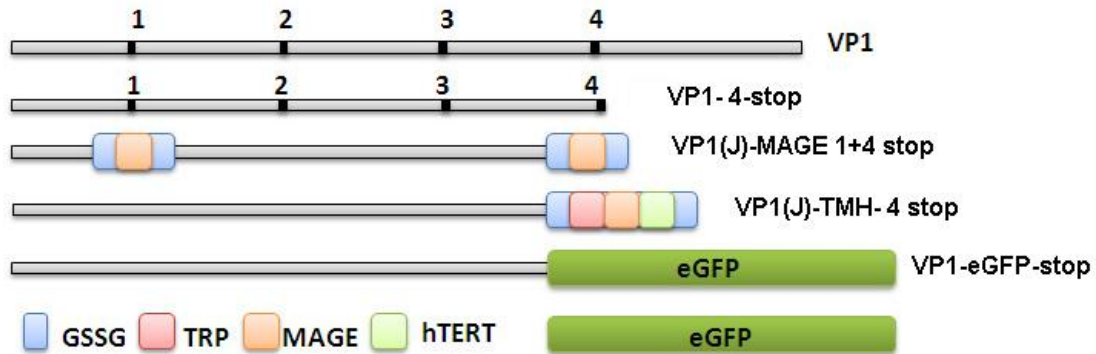 1 2 3 4
VP1
1 2 3 4
VP1- 4-stop
VP1(J)-MAGE 1+4 stop
VP1(J)-TMH- 4 stop
eGFP VP1-eGFP-stop
GSSG TRP MAGE hTERT eGFP